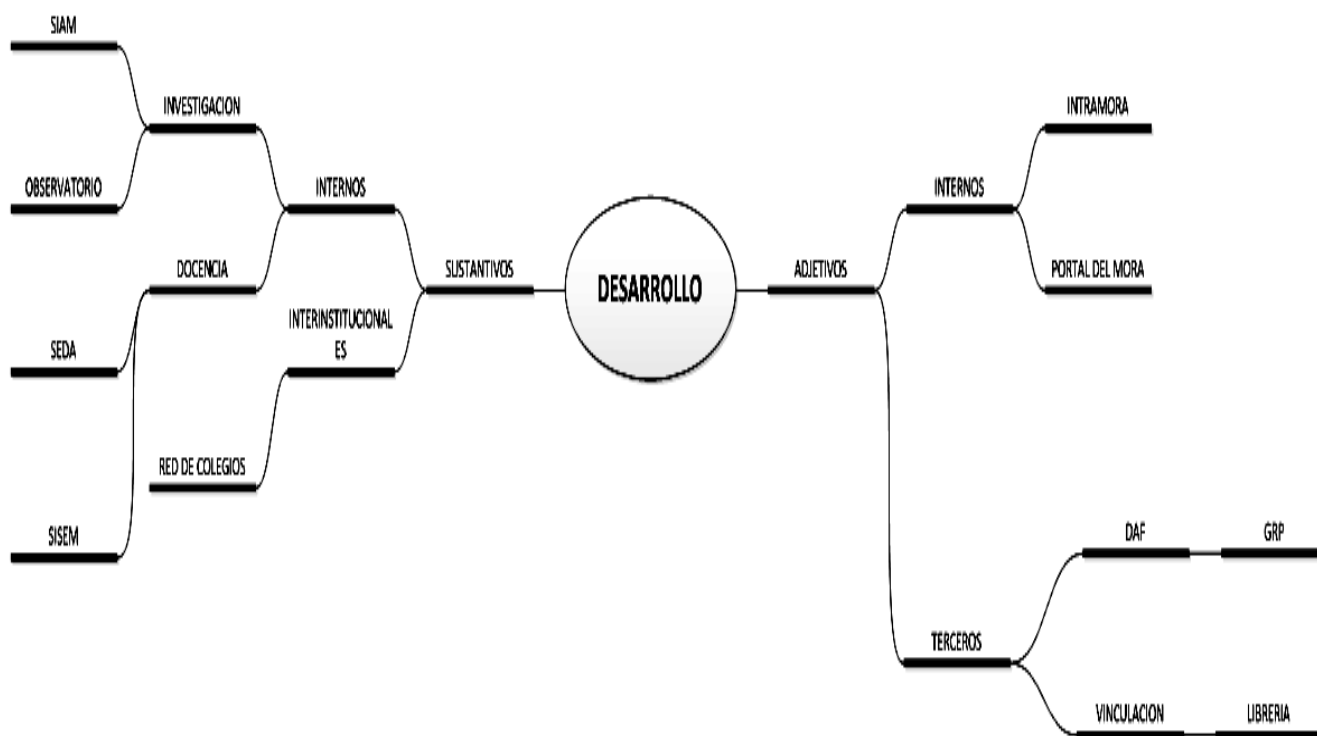 SIAM
INVESTIGACION
INTRAMORA
OBSERVATORIO
INTERNOS
INTERNOS
DOCENCIA
SUSTANTIVOS
DESARROLLO
ADJETIVOS
PORTAL DEL MORA
INTERINSTITUCIONAL
ES
SEDA
RED DE COLEGIOS
SISEM
DAF
GRP
TERCEROS
VINCULACION
LIBRERIA